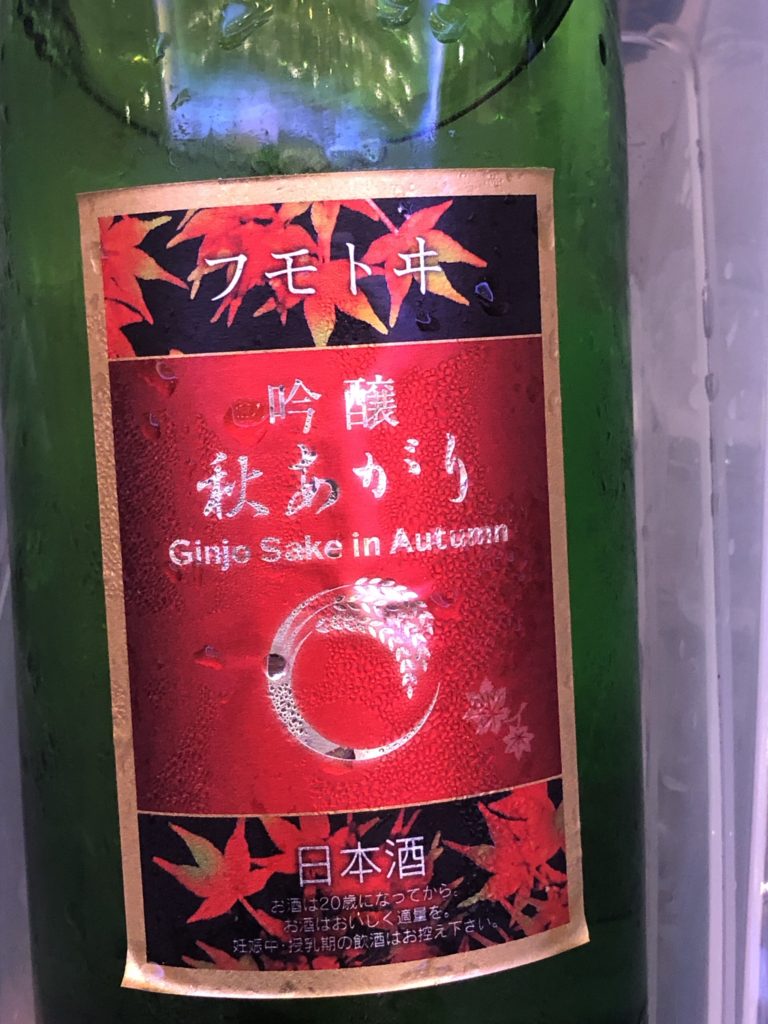 フモトヰ
吟醸
秋あがり
Ginjo Sake in Autumn
日本酒
お酒は20歳になってから。
お酒はおいしく適量を。
妊娠中・授乳期の飲酒はお控え下さい。